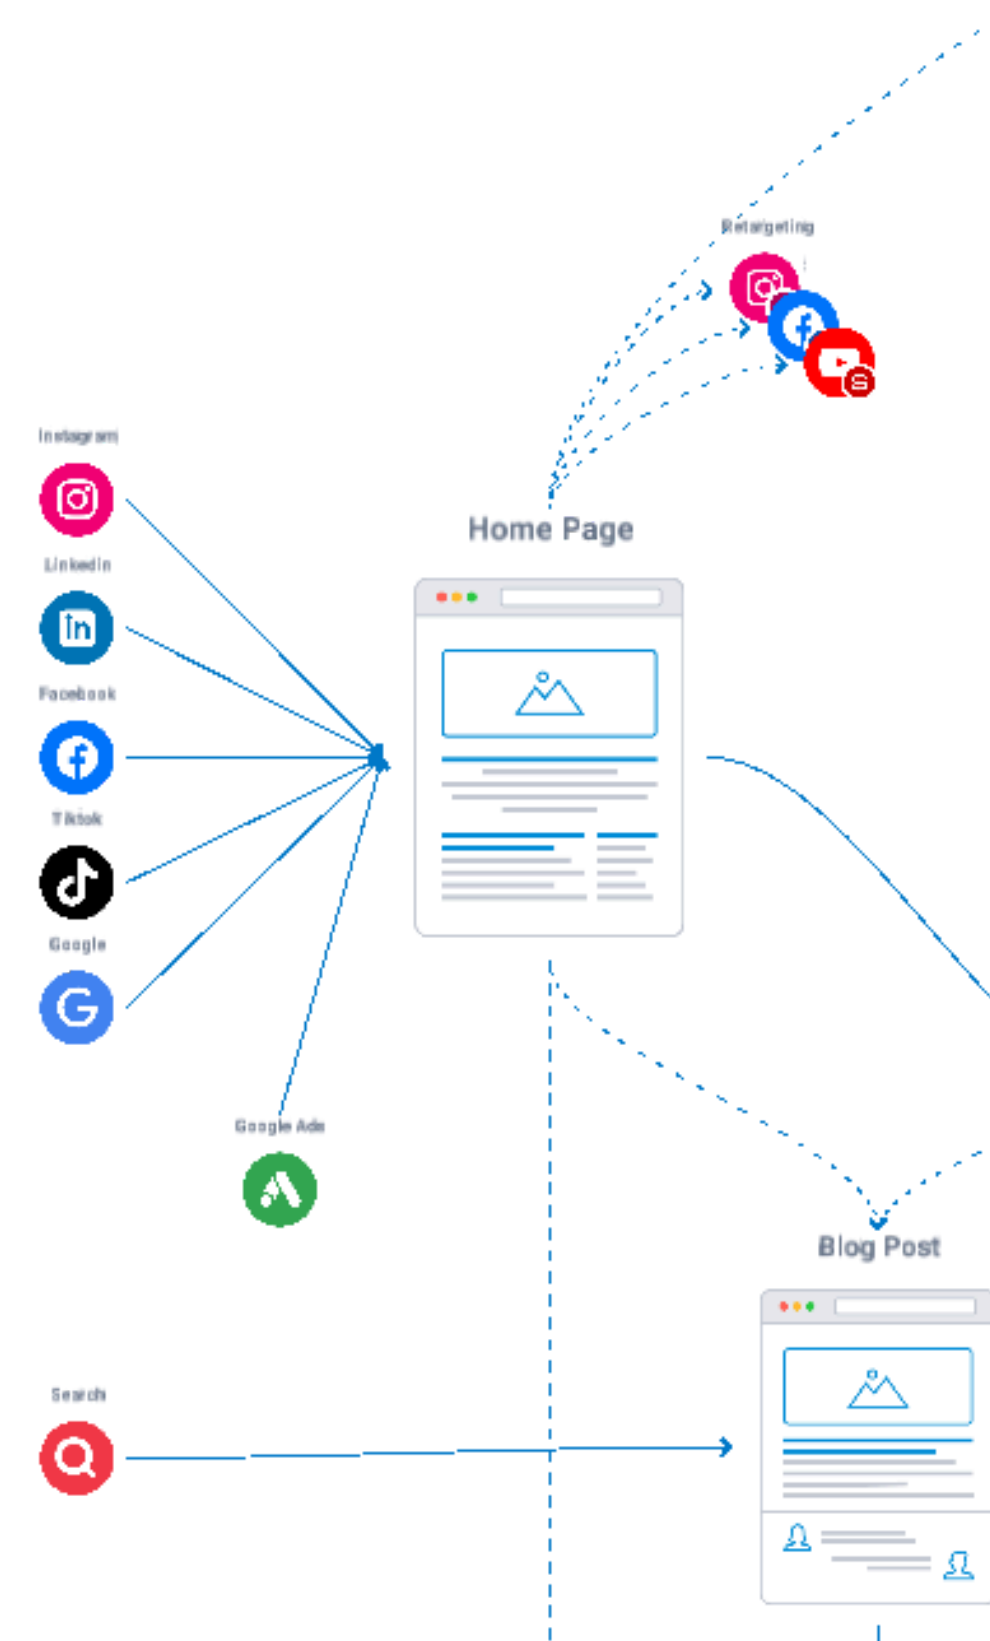 Retargeting
Instagram
Home Page
Linkedin
Facebook
Tiktok
Google
Google Ads
Blog Post
Search